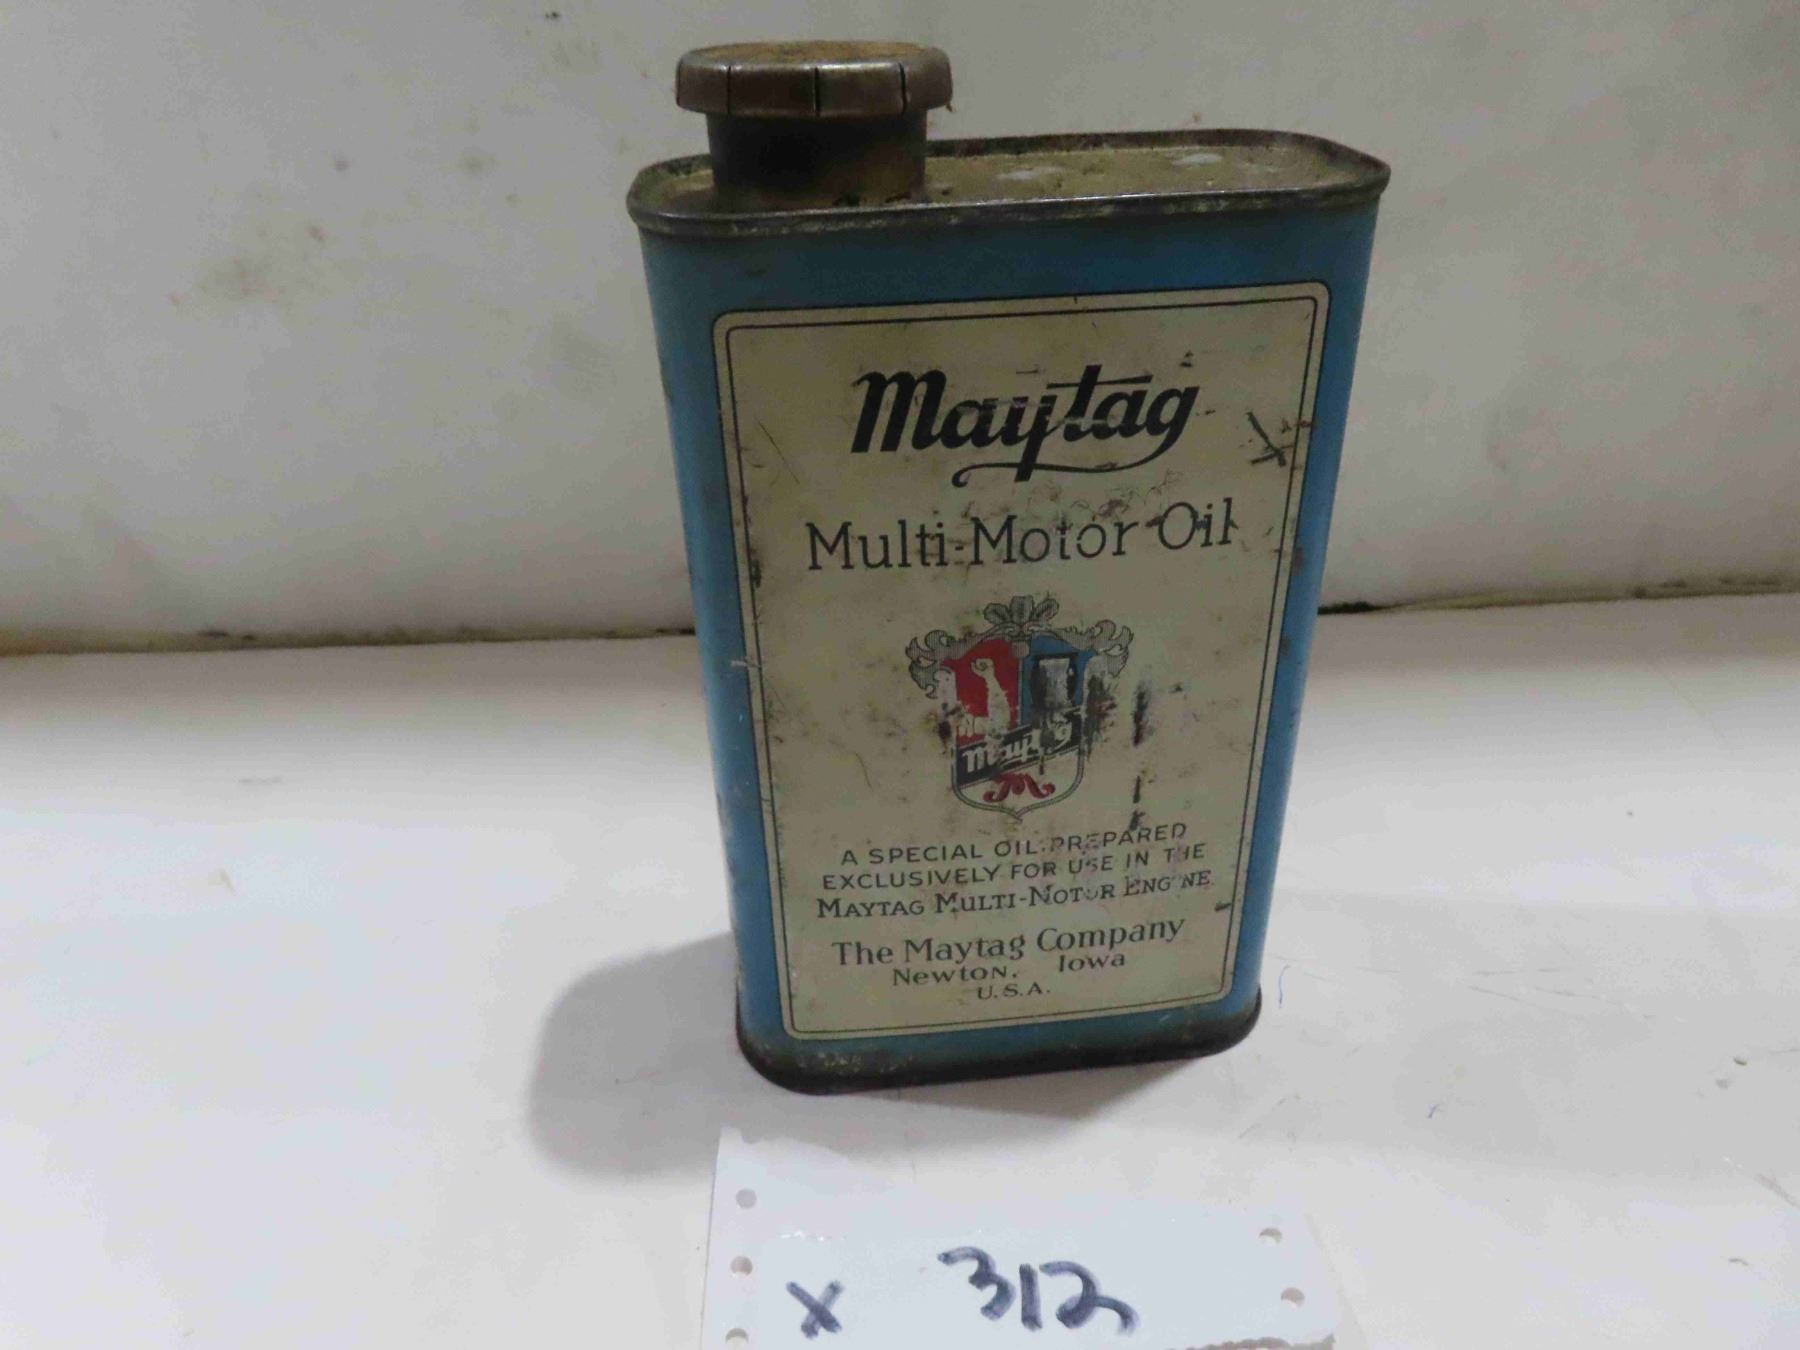 Maytag
Multi-Motor Oil
Maytag
M
A SPECIAL OIL PREPARED
EXCLUSIVELY FOR USE IN THE
MAYTAG MULTI-MOTOR ENGINE
The Maytag Company
Newton, Iowa
U.S.A.
X 312